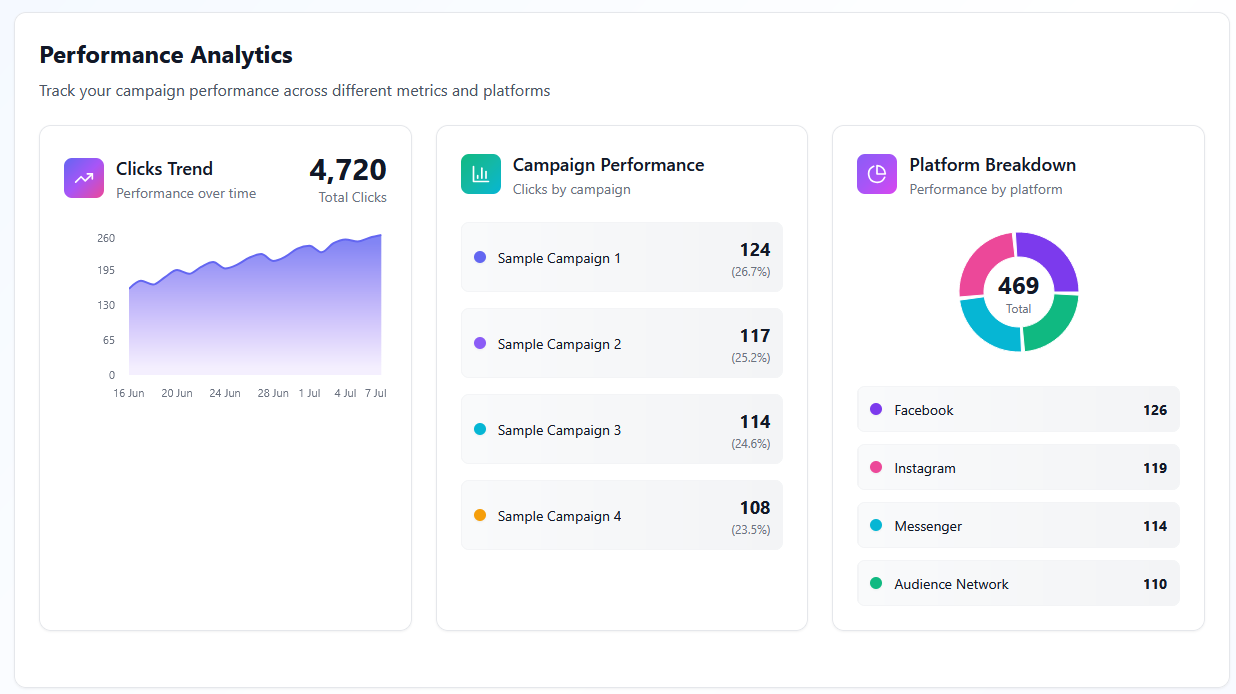 Performance Analytics
Track your campaign performance across different metrics and platforms
Clicks Trend
Performance over time
4,720
Total Clicks
260
195
130
65
0
16 Jun 20 Jun 24 Jun 28 Jun 1 Jul 4 Jul 7 Jul
Campaign Performance
Clicks by campaign
Sample Campaign 1
124
(26.7%)
Sample Campaign 2
117
(25.2%)
Sample Campaign 3
114
(24.6%)
Sample Campaign 4
108
(23.5%)
Platform Breakdown
Performance by platform
469
Total
Facebook 126
Instagram 119
Messenger 114
Audience Network 110